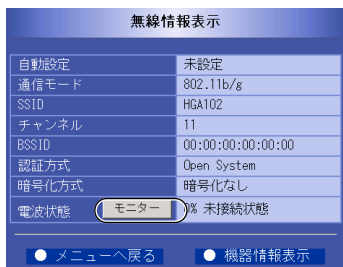 無線情報表示
自動設定 未設定
通信モード 802.11b/g
SSID HGA102
チャンネル 11
BSSID 00:00:00:00:00:00
認証方式 Open System
暗号化方式 暗号化なし
電波状態 モニター 0% 未接続状態
● メニューへ戻る ● 機器情報表示